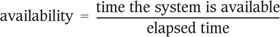 availability = time the system is available
elapsed time